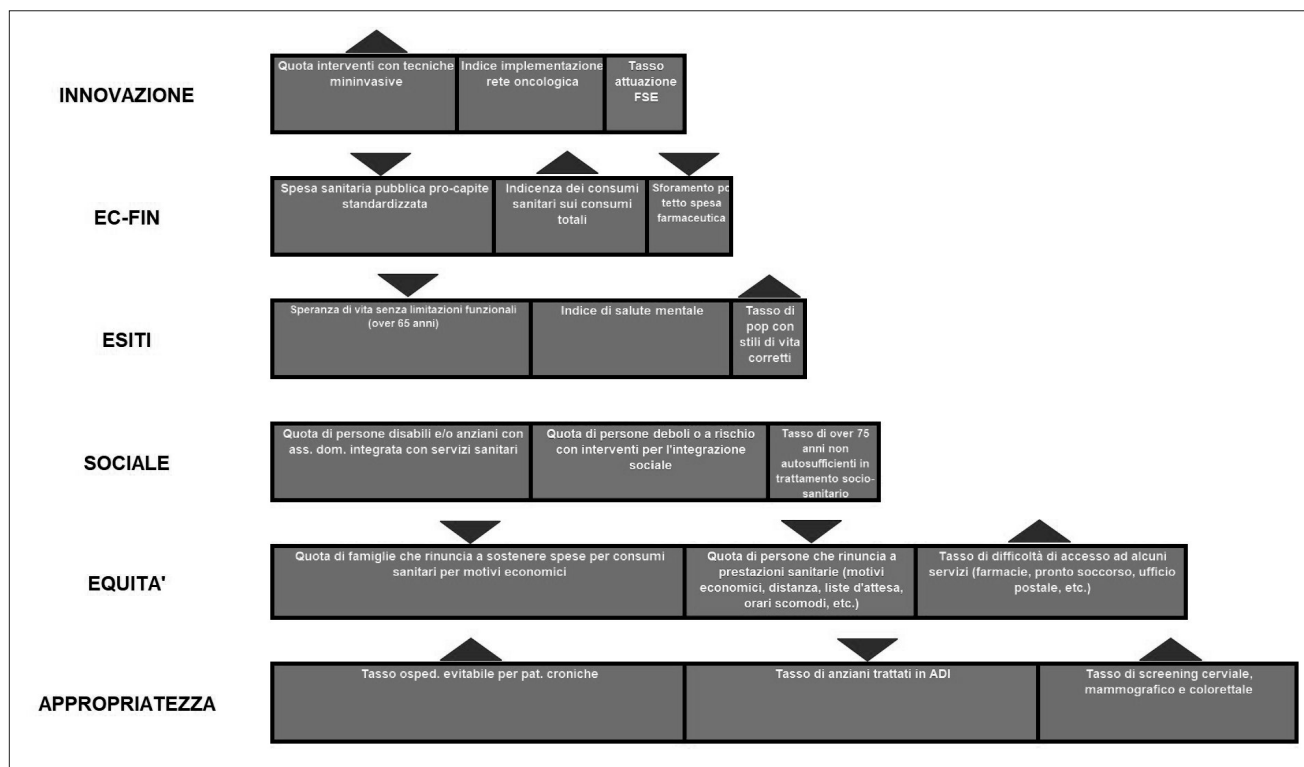 INNOVAZIONE
Quota interventi con tecniche
mininvasive
Indice implementazione
rete oncologica
Tasso
attuazione
FSE
EC-FIN
Spesa sanitaria pubblica pro-capite
standardizzata
Indicenza dei consumi
sanitari sui consumi
totali
Sforamento pc
tetto spesa
farmaceutica
ESITI
Speranza di vita senza limitazioni funzionali
(over 65 anni)
Indice di salute mentale
Tasso di
pop con
stili di vita
corretti
SOCIALE
Quota di persone disabili e/o anziani con
ass. dom. integrata con servizi sanitari
Quota di persone deboli o a rischio
con interventi per l'integrazione
sociale
Tasso di over 75
anni non
autosufficienti in
trattamento socio-
sanitario
EQUITA'
Quota di famiglie che rinuncia a sostenere spese per consumi
sanitari per motivi economici
Quota di persone che rinuncia a
prestazioni sanitarie (motivi
economici, distanza, liste d'attesa,
orari scomodi, etc.)
Tasso di difficoltà di accesso ad alcuni
servizi (farmacie, pronto soccorso, ufficio
postale, etc.)
APPROPRIATEZZA
Tasso osped. evitabile per pat. croniche
Tasso di anziani trattati in ADI
Tasso di screening cerviale,
mammografico e colorettale